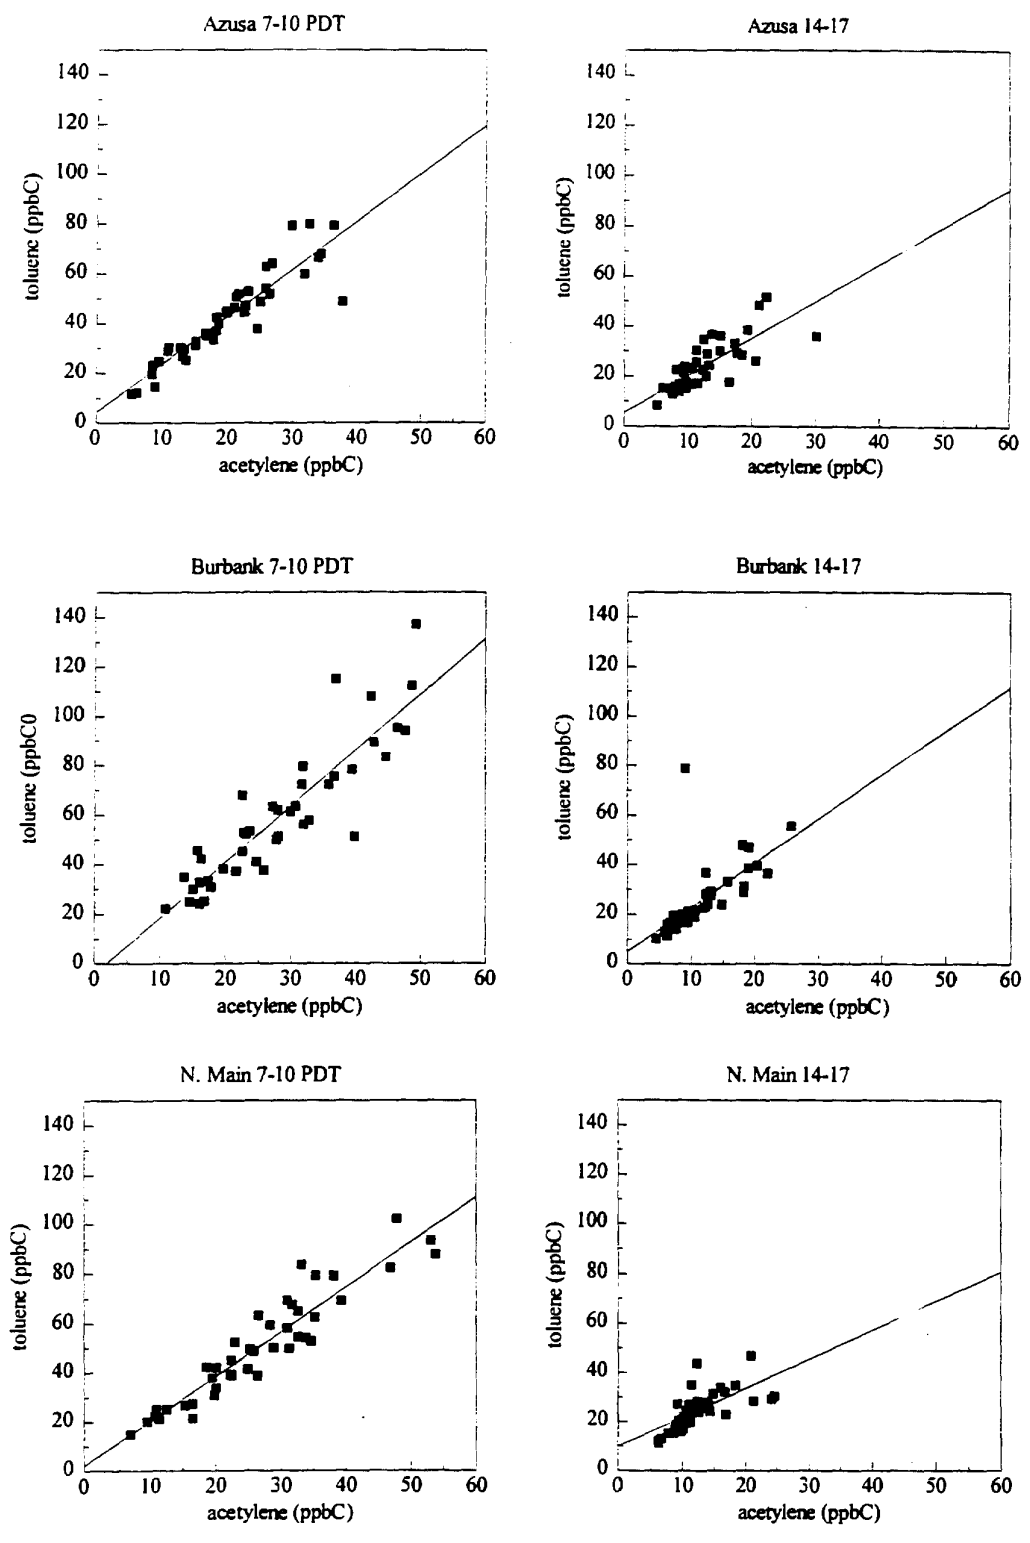 Azusa 7-10 PDT
140
120
100
80
60
40
20
0
0 10 20 30 40 50 60
toluene (ppbC)
acetylene (ppbC)
Azusa 14-17
140
120
100
80
60
40
20
0
0 10 20 30 40 50 60
toluene (ppbC)
acetylene (ppbC)
Burbank 7-10 PDT
140
120
100
80
60
40
20
0
0 10 20 30 40 50 60
toluene (ppbC0
acetylene (ppbC)
Burbank 14-17
140
120
100
80
60
40
20
0
0 10 20 30 40 50 60
toluene (ppbC)
acetylene (ppbC)
N. Main 7-10 PDT
140
120
100
80
60
40
20
0
0 10 20 30 40 50 60
toluene (ppbC)
acetylene (ppbC)
N. Main 14-17
140
120
100
80
60
40
20
0
0 10 20 30 40 50 60
toluene (ppbC)
acetylene (ppbC)